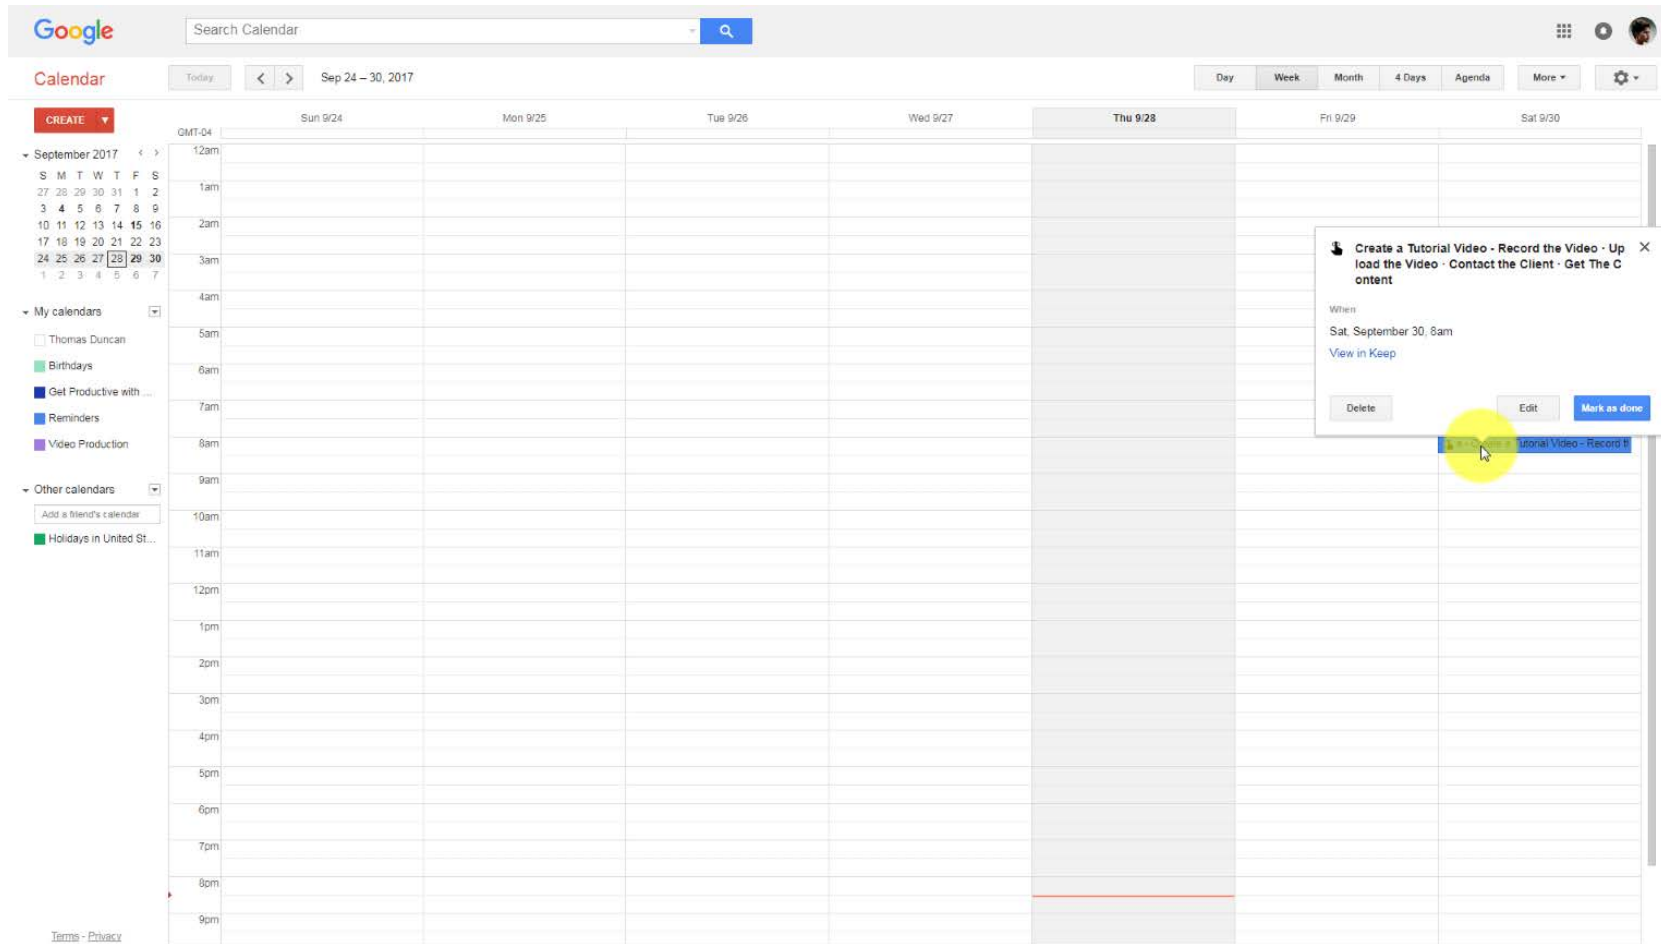 Google
Search Calendar
Calendar
Today
Sep 24 – 30, 2017
Day
Week
Month
4 Days
Agenda
More
CREATE
GMT-04
Sun 9/24
Mon 9/25
Tue 9/26
Wed 9/27
Thu 9/28
Fri 9/29
Sat 9/30
September 2017
S M T W T F S
27 28 29 30 31 1 2
3 4 5 6 7 8 9
10 11 12 13 14 15 16
17 18 19 20 21 22 23
24 25 26 27 28 29 30
1 2 3 4 5 6 7
My calendars
Thomas Duncan
Birthdays
Get Productive with ...
Reminders
Video Production
Other calendars
Add a friend's calendar
Holidays in United St...
12am
1am
2am
3am
4am
5am
6am
7am
8am
9am
10am
11am
12pm
1pm
2pm
3pm
4pm
5pm
6pm
7pm
8pm
9pm
Create a Tutorial Video - Record the Video · Up
load the Video · Contact the Client · Get The C
ontent
When
Sat, September 30, 8am
View in Keep
Delete
Edit
Mark as done
Tutorial Video - Record
Terms - Privacy